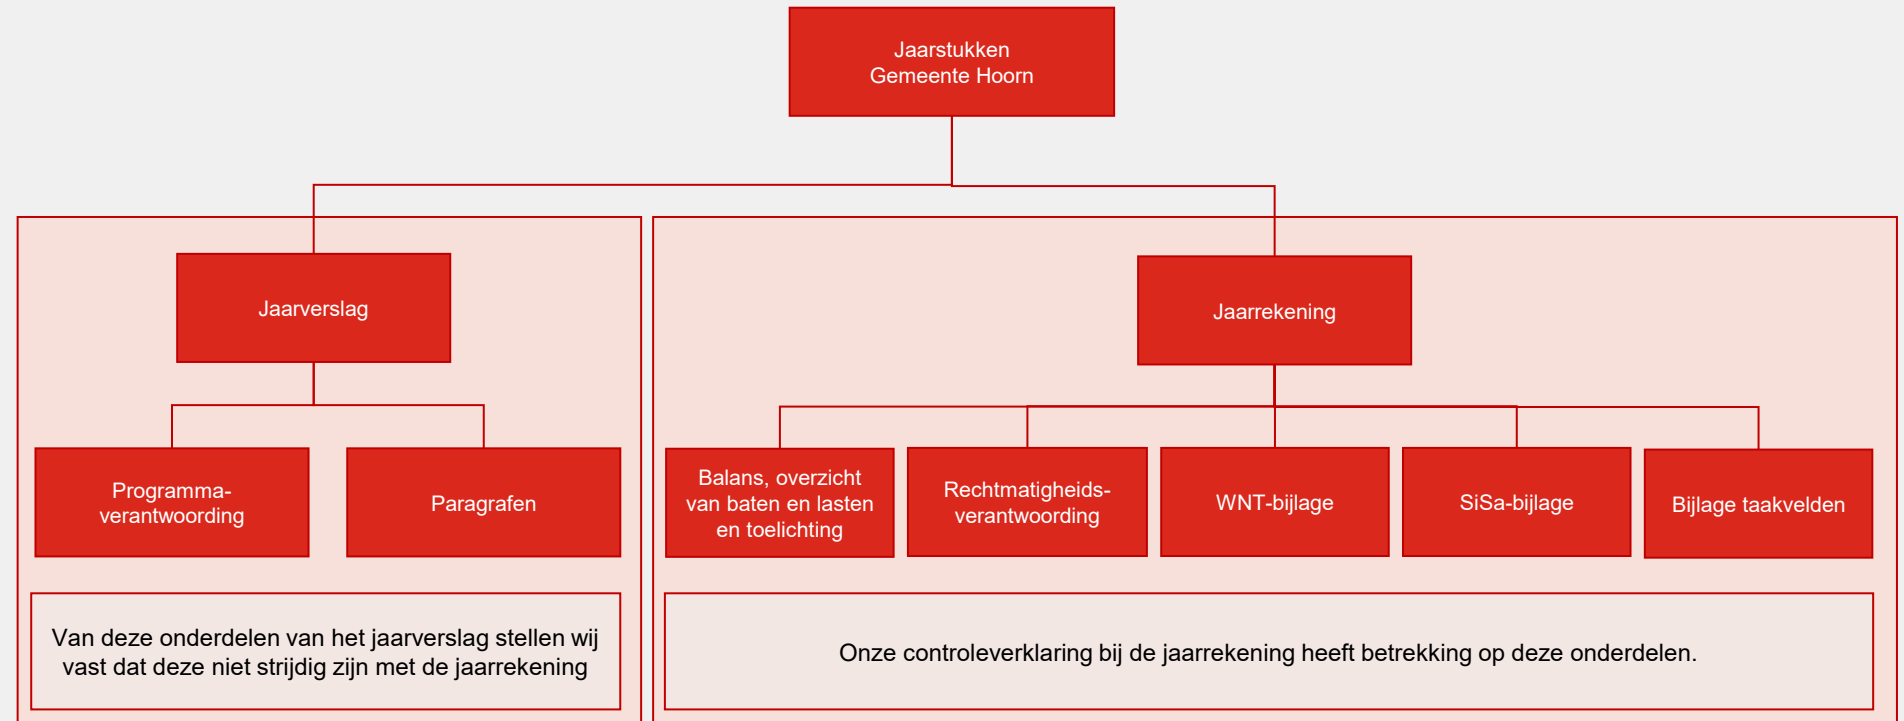 Jaarstukken
Gemeente Hoorn
Jaarverslag
Jaarrekening
Programma-
verantwoording
Paragrafen
Balans, overzicht
van baten en lasten
en toelichting
Rechtmatigheids-
verantwoording
WNT-bijlage
SiSa-bijlage
Bijlage taakvelden
Van deze onderdelen van het jaarverslag stellen wij
vast dat deze niet strijdig zijn met de jaarrekening
Onze controleverklaring bij de jaarrekening heeft betrekking op deze onderdelen.